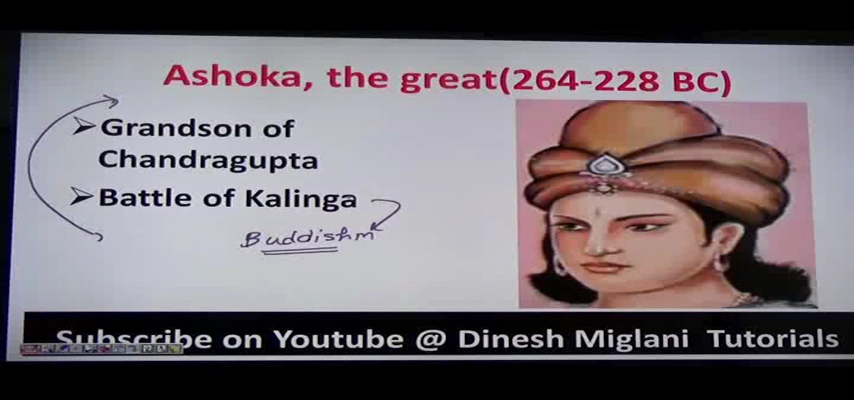 Ashoka, the great(264-228 BC)
➢Grandson of
Chandragupta
➢Battle of Kalinga
Buddishm
Subscribe on Youtube @ Dinesh Miglani Tutorials